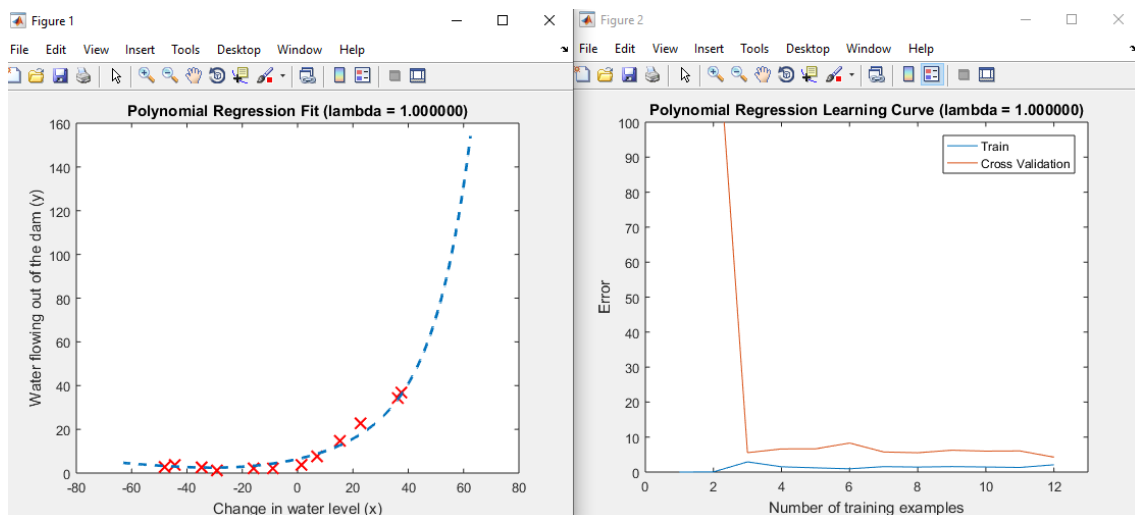 Figure 1
File Edit View Insert Tools Desktop Window Help
Polynomial Regression Fit (lambda = 1.000000)
Water flowing out of the dam (y)
160
140
120
100
80
60
40
20
0
-80 -60 -40 -20 0 20 40 60 80
Change in water level (x)
Figure 2
File Edit View Insert Tools Desktop Window Help
Polynomial Regression Learning Curve (lambda = 1.000000)
Train
Cross Validation
Error
100
90
80
70
60
50
40
30
20
10
0
0 2 4 6 8 10 12
Number of training examples